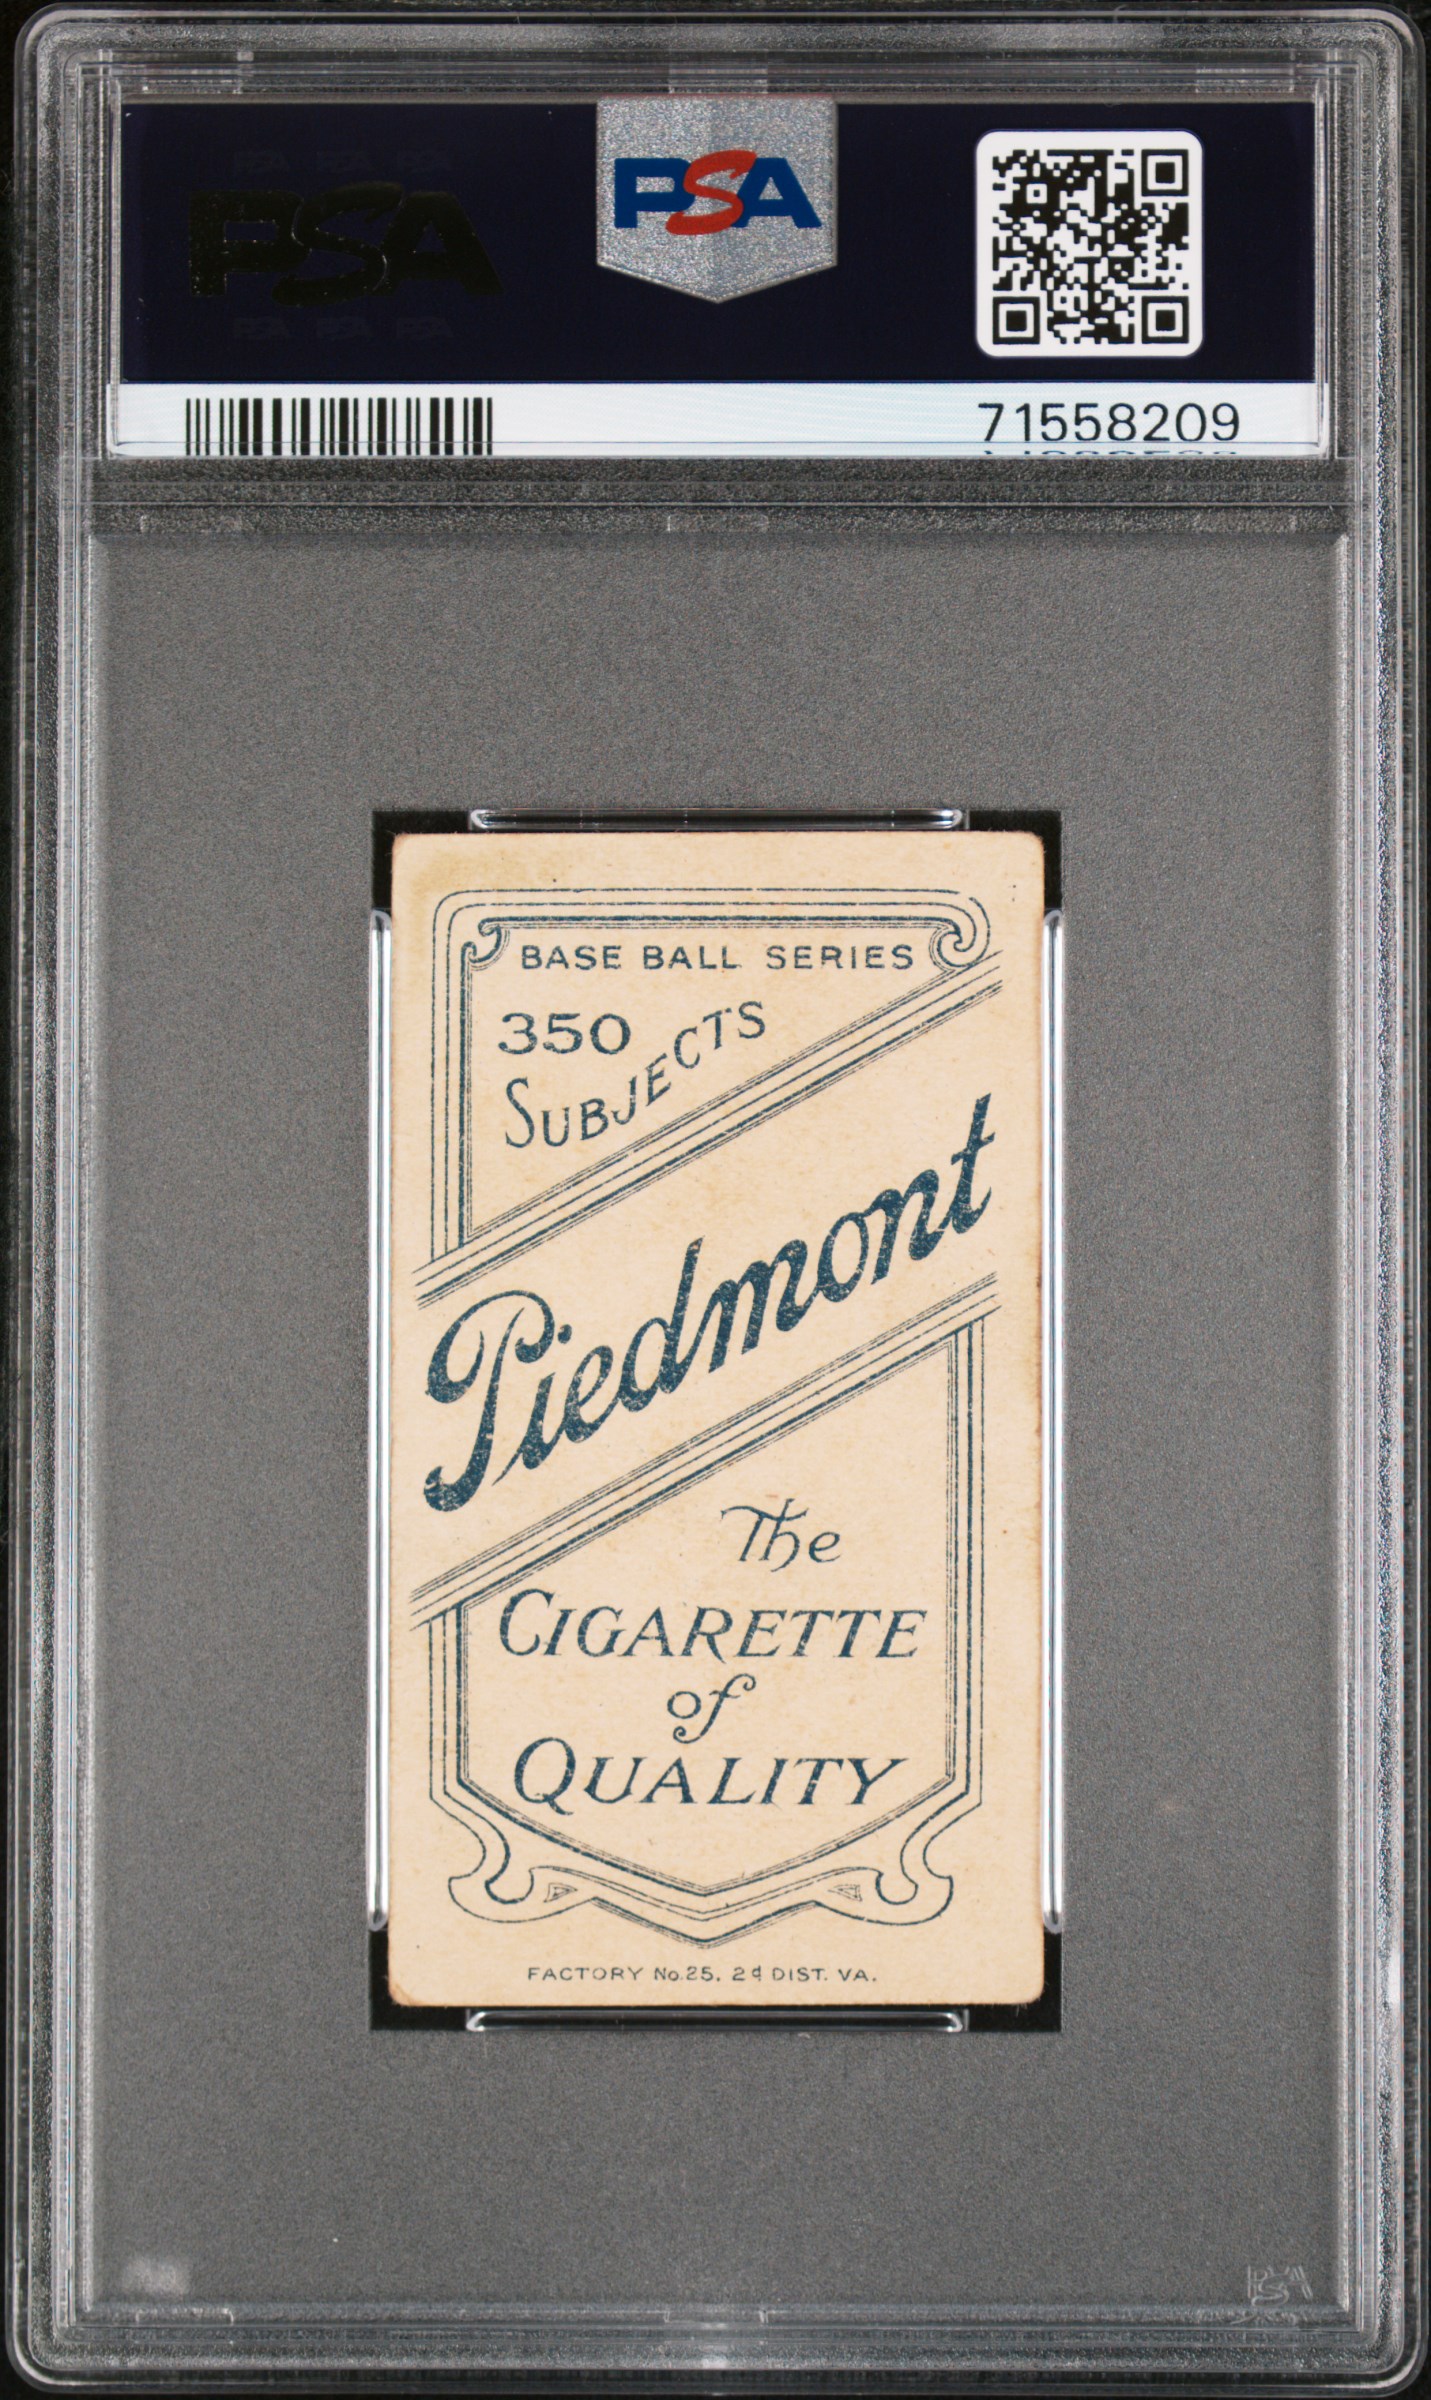 PSA
PSA
71558209
BASE BALL SERIES
350
SUBJECTS
Piedmont
The
CIGARETTE
of
QUALITY
FACTORY No.25. 2d DIST. VA.
PSA